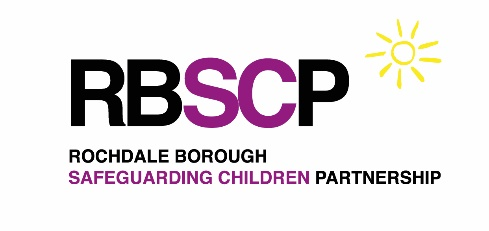 RBSCP
ROCHDALE BOROUGH
SAFEGUARDING CHILDREN PARTNERSHIP